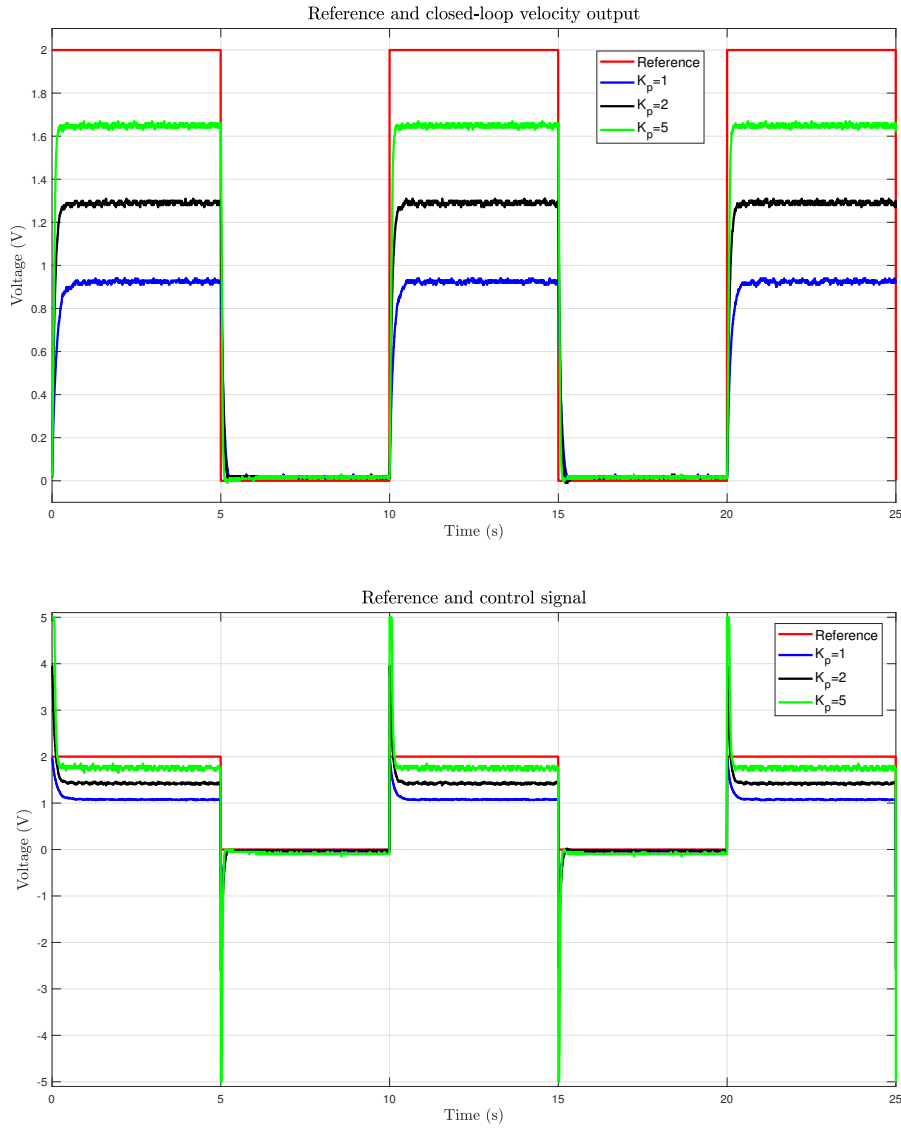 Reference and closed-loop velocity output
Voltage (V)
2
1.8
1.6
1.4
1.2
1
0.8
0.6
0.4
0.2
0
Reference
K_p=1
K_p=2
K_p=5
0 5 10 15 20 25
Time (s)
Reference and control signal
Voltage (V)
5
4
3
2
1
0
-1
-2
-3
-4
-5
Reference
K_p=1
K_p=2
K_p=5
0 5 10 15 20 25
Time (s)